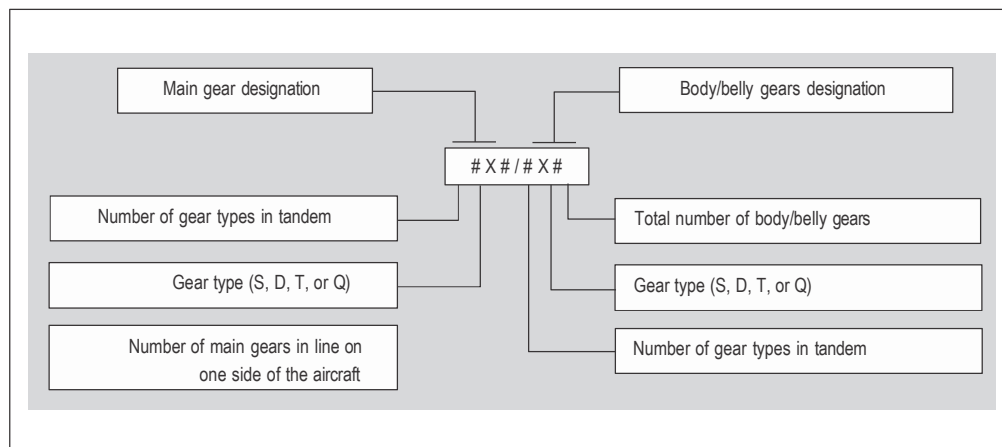 Main gear designation
Body/belly gears designation
# X # / # X #
Number of gear types in tandem
Total number of body/belly gears
Gear type (S, D, T, or Q)
Gear type (S, D, T, or Q)
Number of main gears in line on
one side of the aircraft
Number of gear types in tandem